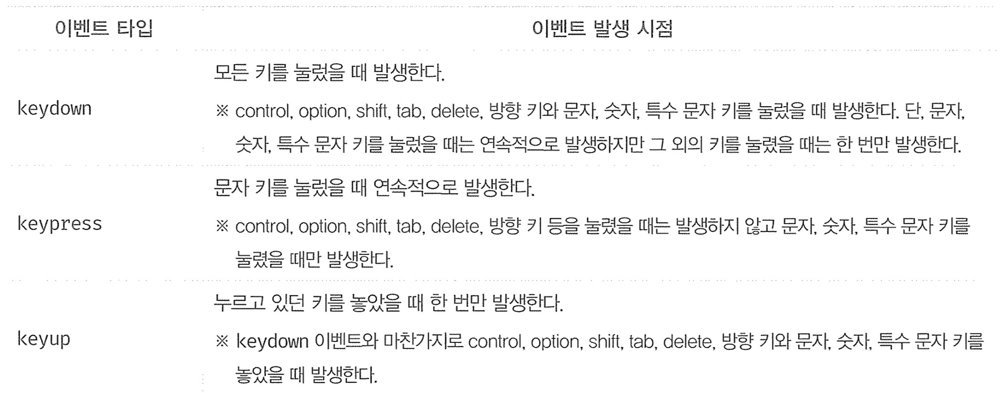 이벤트 타입 이벤트 발생 시점
모든 키를 눌렀을 때 발생한다.
keydown
※ control, option, shift, tab, delete, 방향 키와 문자, 숫자, 특수 문자 키를 눌렀을 때 발생한다. 단, 문자,
숫자, 특수 문자 키를 눌렀을 때는 연속적으로 발생하지만 그 외의 키를 눌렀을 때는 한 번만 발생한다.
문자 키를 눌렀을 때 연속적으로 발생한다.
keypress
※ control, option, shift, tab, delete, 방향 키 등을 눌렀을 때는 발생하지 않고 문자, 숫자, 특수 문자 키를
눌렀을 때만 발생한다.
누르고 있던 키를 놓았을 때 한 번만 발생한다.
keyup
※ keydown 이벤트와 마찬가지로 control, option, shift, tab, delete, 방향 키와 문자, 숫자, 특수 문자 키를
놓았을 때 발생한다.